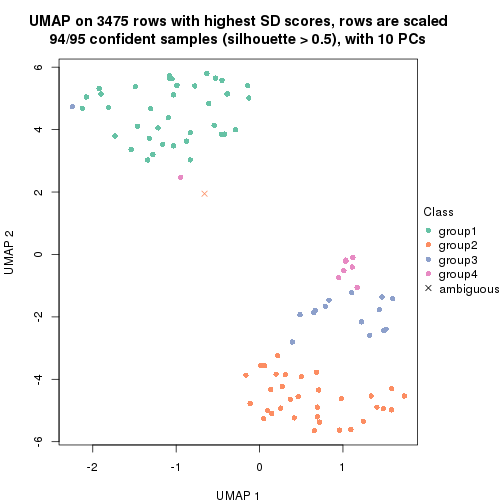 UMAP on 3475 rows with highest SD scores, rows are scaled
94/95 confident samples (silhouette > 0.5), with 10 PCs
6
4
2
0
-2
-4
-6
UMAP 2
-2
-1
0
1
UMAP 1
Class
group1
group2
group3
group4
ambiguous